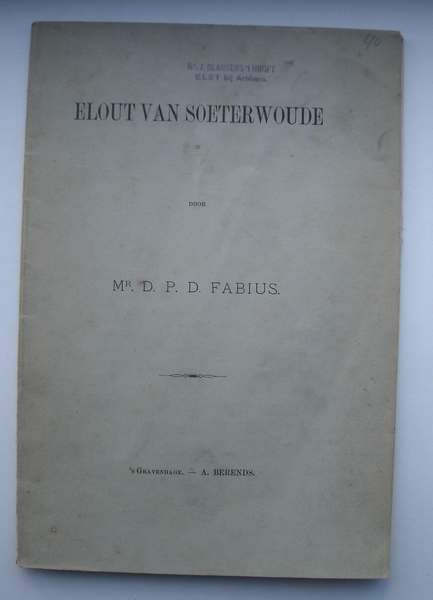 ELOUT VAN SOETERWOUDE
DOOR
MR. D. P. D. FABIUS.
'S GRAVENHAGE. — A. BERENDS.